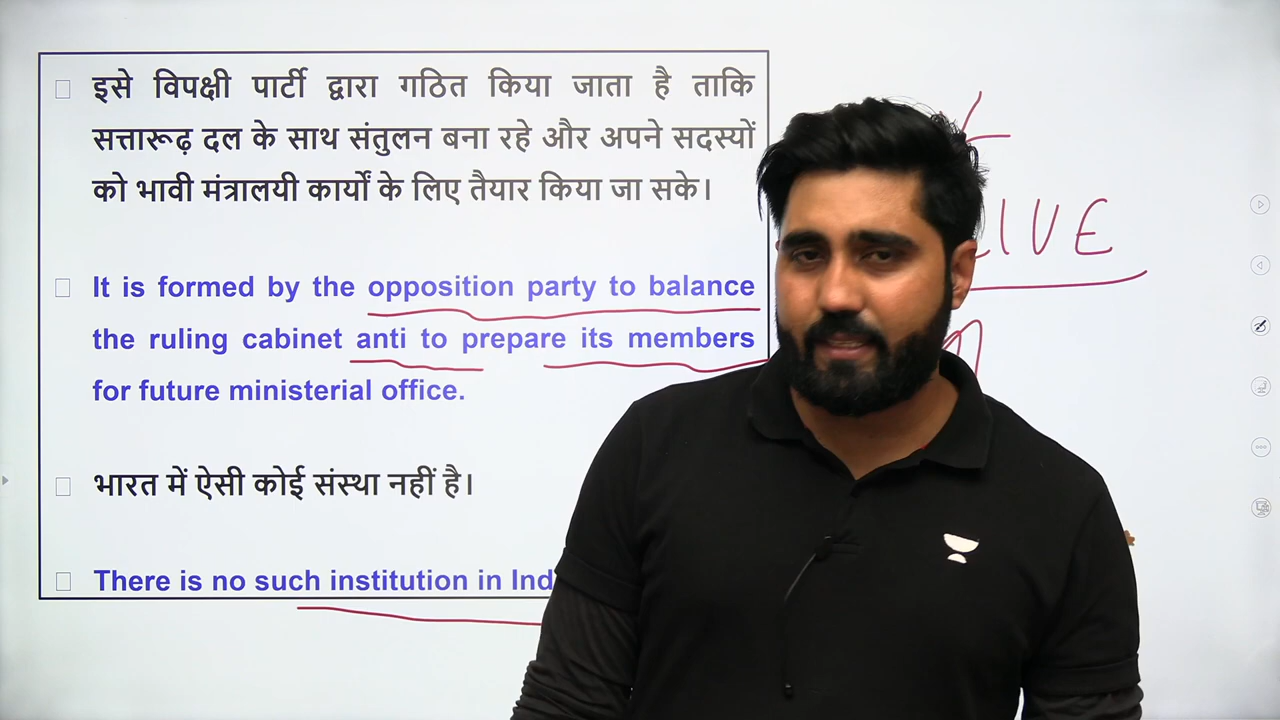 इसे विपक्षी पार्टी द्वारा गठित किया जाता है ताकि
सत्तारूढ़ दल के साथ संतुलन बना रहे और अपने सदस्यों
को भावी मंत्रालयी कार्यों के लिए तैयार किया जा सके।
It is formed by the opposition party to balance
the ruling cabinet anti to prepare its members
for future ministerial office.
भारत में ऐसी कोई संस्था नहीं है।
There is no such institution in